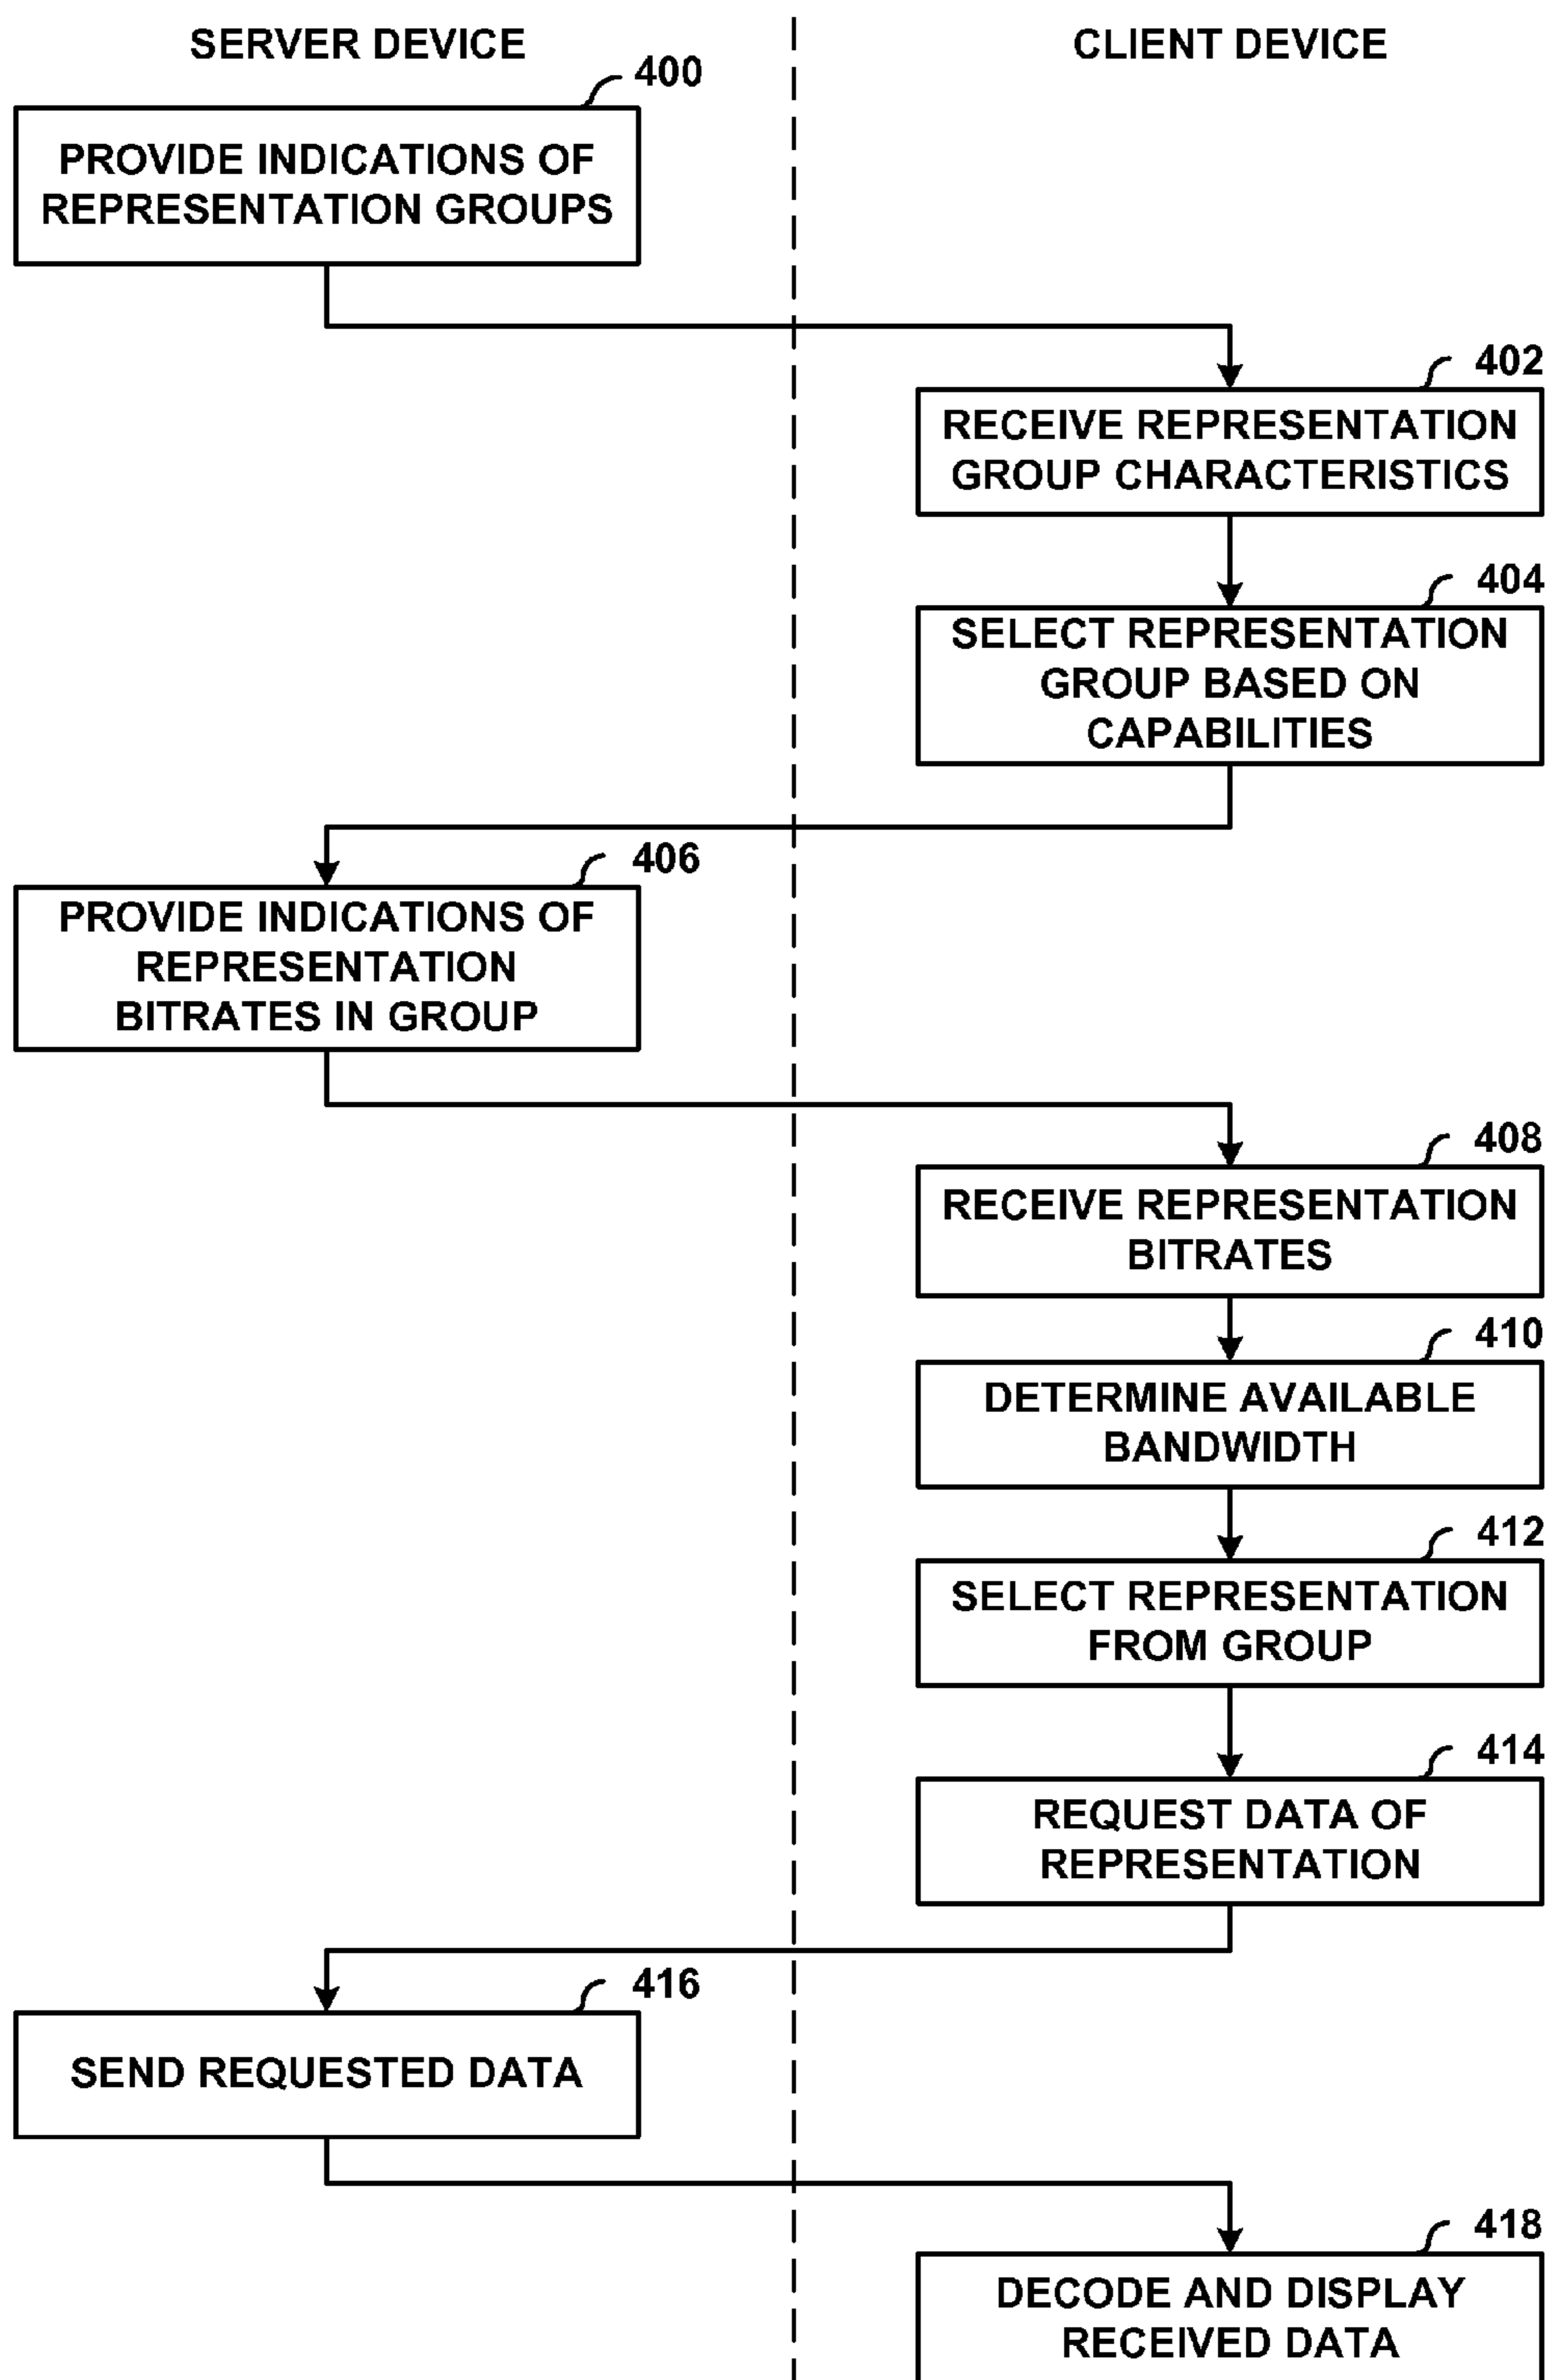 SERVER DEVICE
CLIENT DEVICE
400
PROVIDE INDICATIONS OF
REPRESENTATION GROUPS
402
RECEIVE REPRESENTATION
GROUP CHARACTERISTICS
404
SELECT REPRESENTATION
GROUP BASED ON
CAPABILITIES
406
PROVIDE INDICATIONS OF
REPRESENTATION
BITRATES IN GROUP
408
RECEIVE REPRESENTATION
BITRATES
410
DETERMINE AVAILABLE
BANDWIDTH
412
SELECT REPRESENTATION
FROM GROUP
414
REQUEST DATA OF
REPRESENTATION
416
SEND REQUESTED DATA
418
DECODE AND DISPLAY
RECEIVED DATA